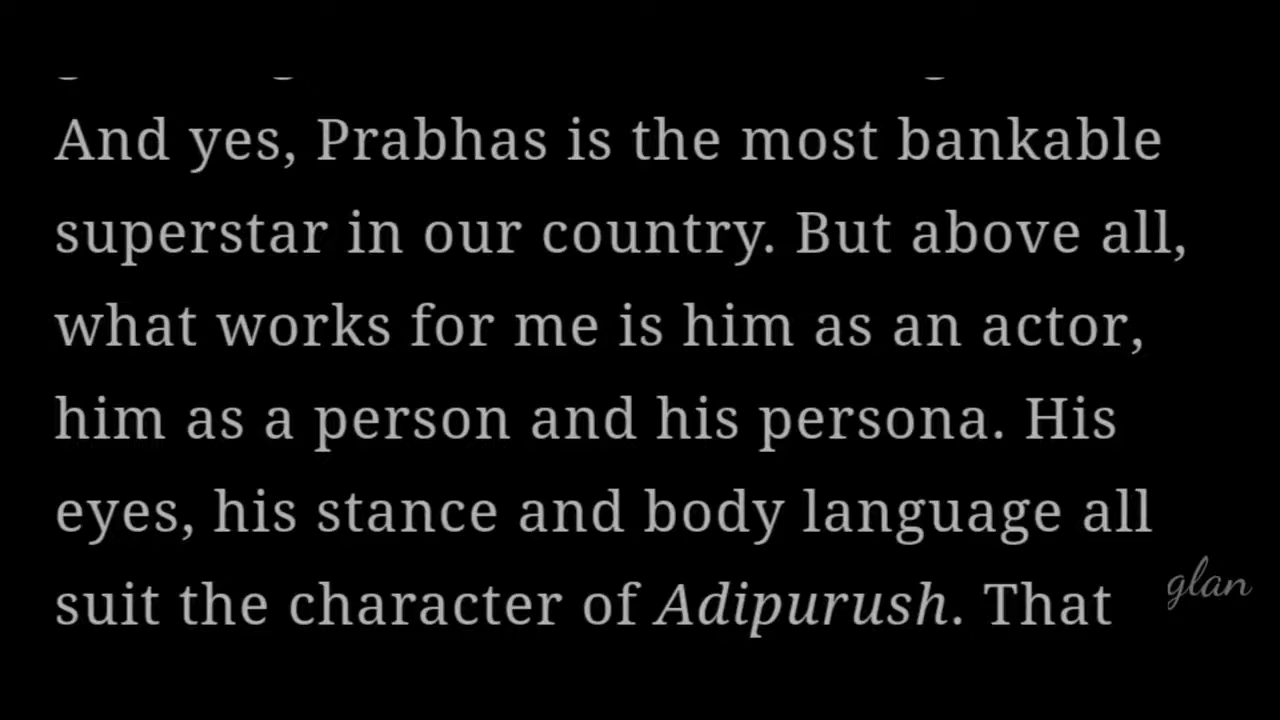 And yes, Prabhas is the most bankable
superstar in our country. But above all,
what works for me is him as an actor,
him as a person and his persona. His
eyes, his stance and body language all
suit the character of Adipurush. That
glan